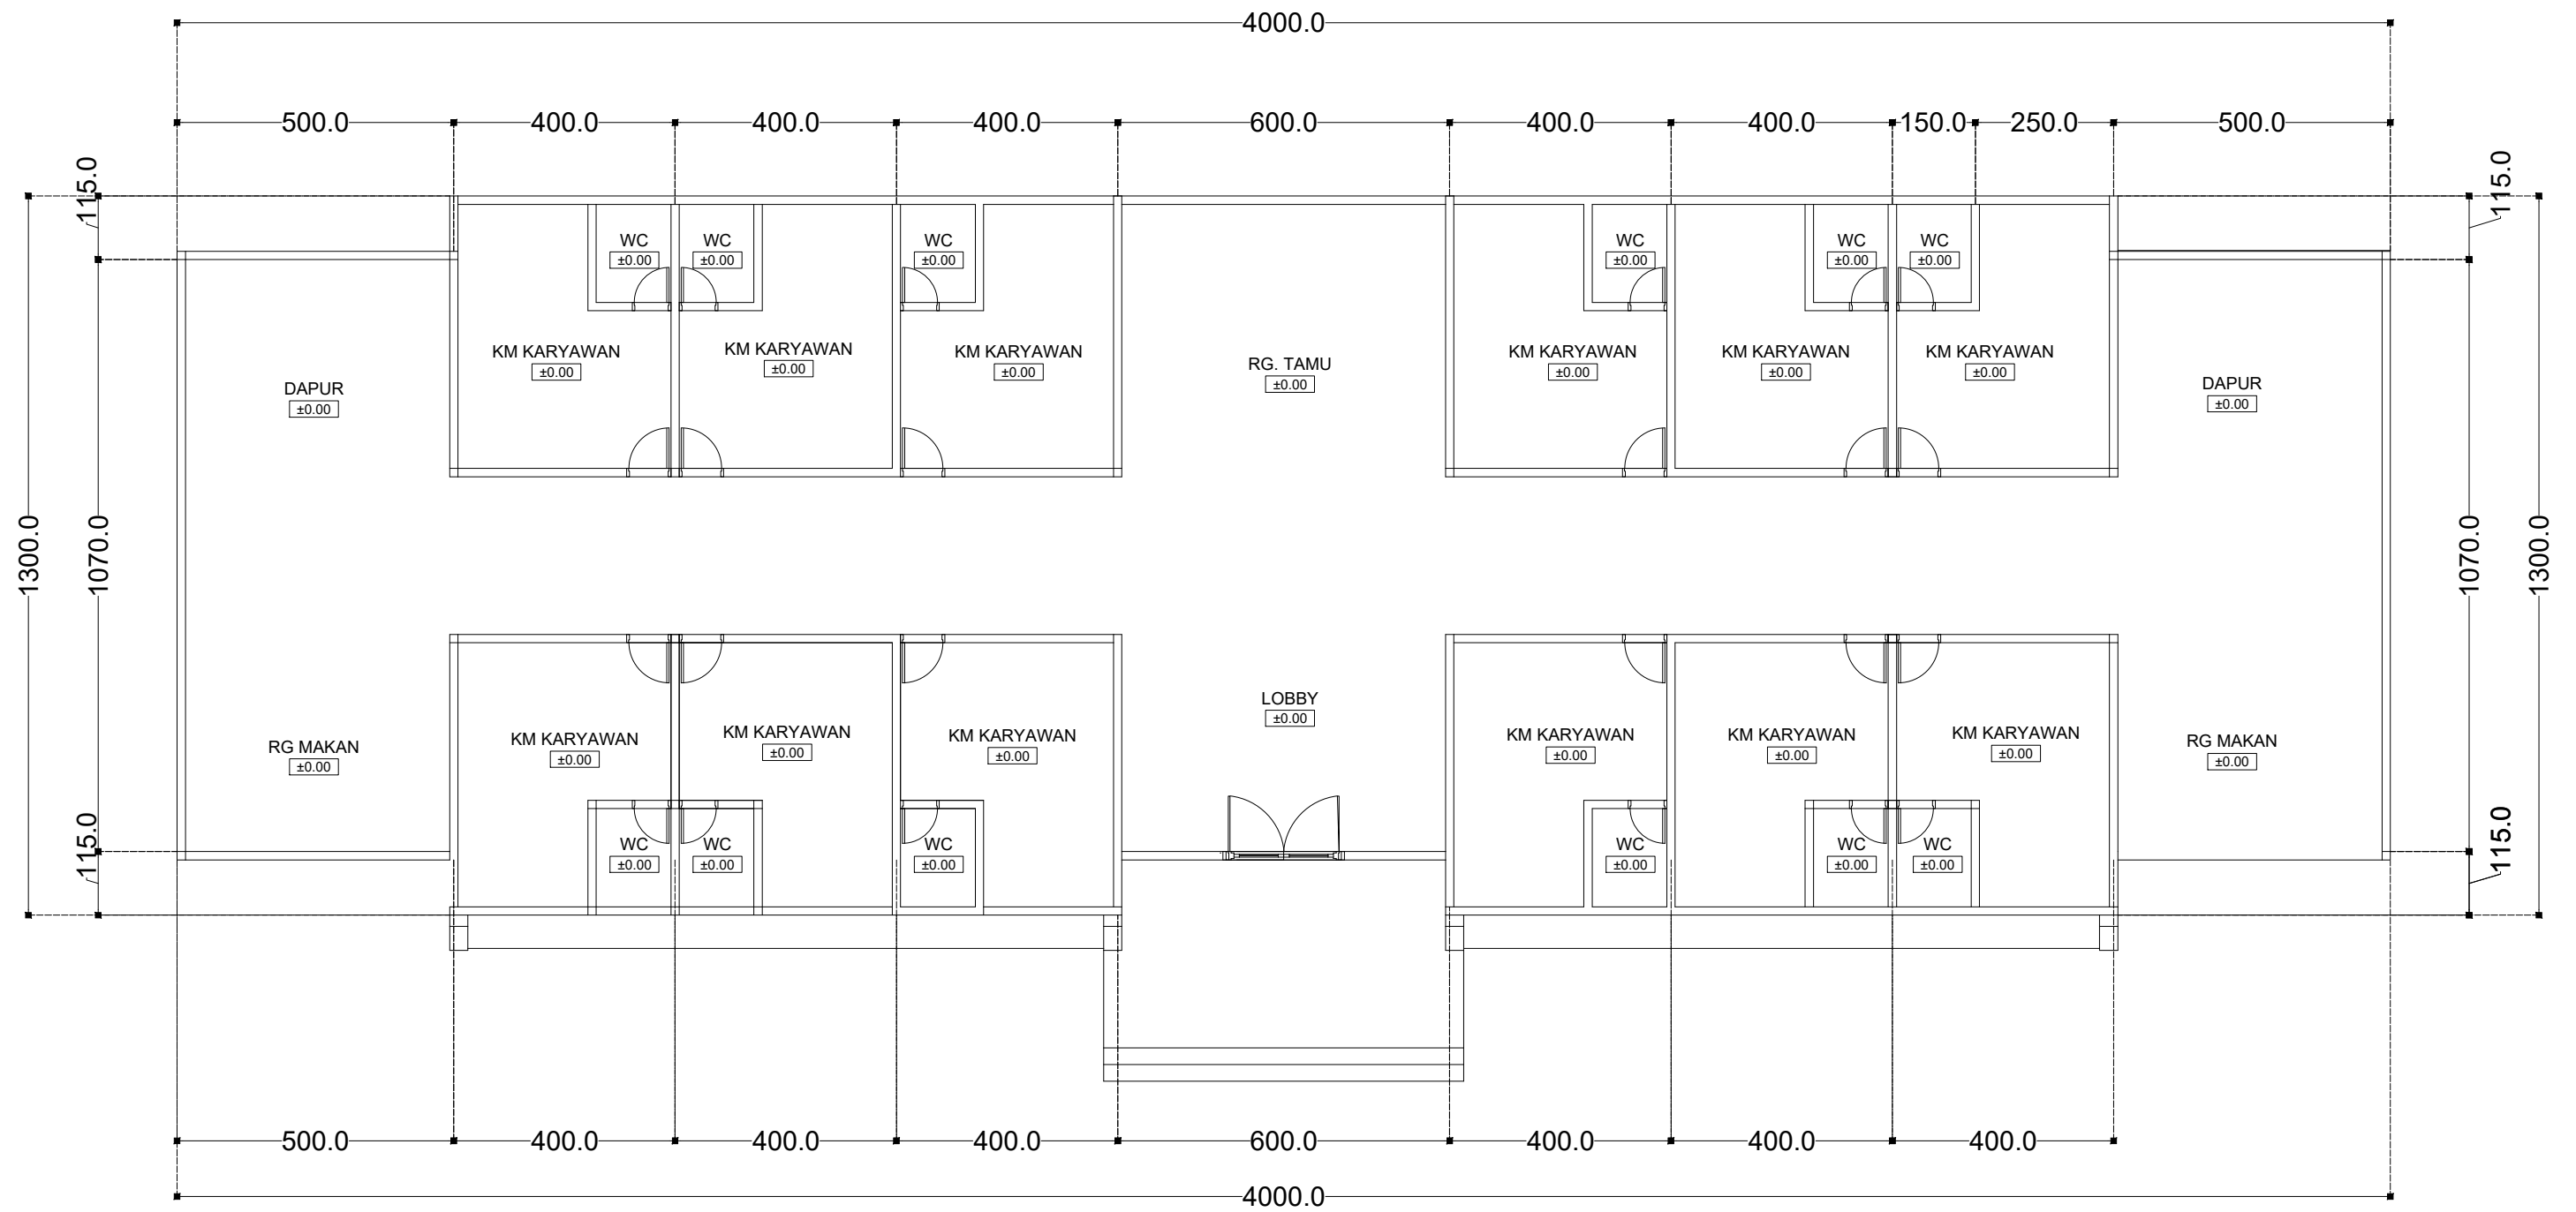 4000.0
500.0 400.0 400.0 400.0 600.0 400.0 400.0 150.0 250.0 500.0
115.0
115.0
WC WC WC WC WC WC
±0.00 ±0.00 ±0.00 ±0.00 ±0.00 ±0.00
KM KARYAWAN KM KARYAWAN KM KARYAWAN RG. TAMU KM KARYAWAN KM KARYAWAN KM KARYAWAN
±0.00 ±0.00 ±0.00 ±0.00 ±0.00 ±0.00 ±0.00
DAPUR DAPUR
±0.00 ±0.00
1300.0 1070.0 1070.0 1300.0
LOBBY
±0.00
RG MAKAN KM KARYAWAN KM KARYAWAN KM KARYAWAN KM KARYAWAN KM KARYAWAN KM KARYAWAN RG MAKAN
±0.00 ±0.00 ±0.00 ±0.00 ±0.00 ±0.00 ±0.00 ±0.00
115.0 WC WC WC WC WC WC 115.0
±0.00 ±0.00 ±0.00 ±0.00 ±0.00 ±0.00
500.0 400.0 400.0 400.0 600.0 400.0 400.0 400.0
4000.0